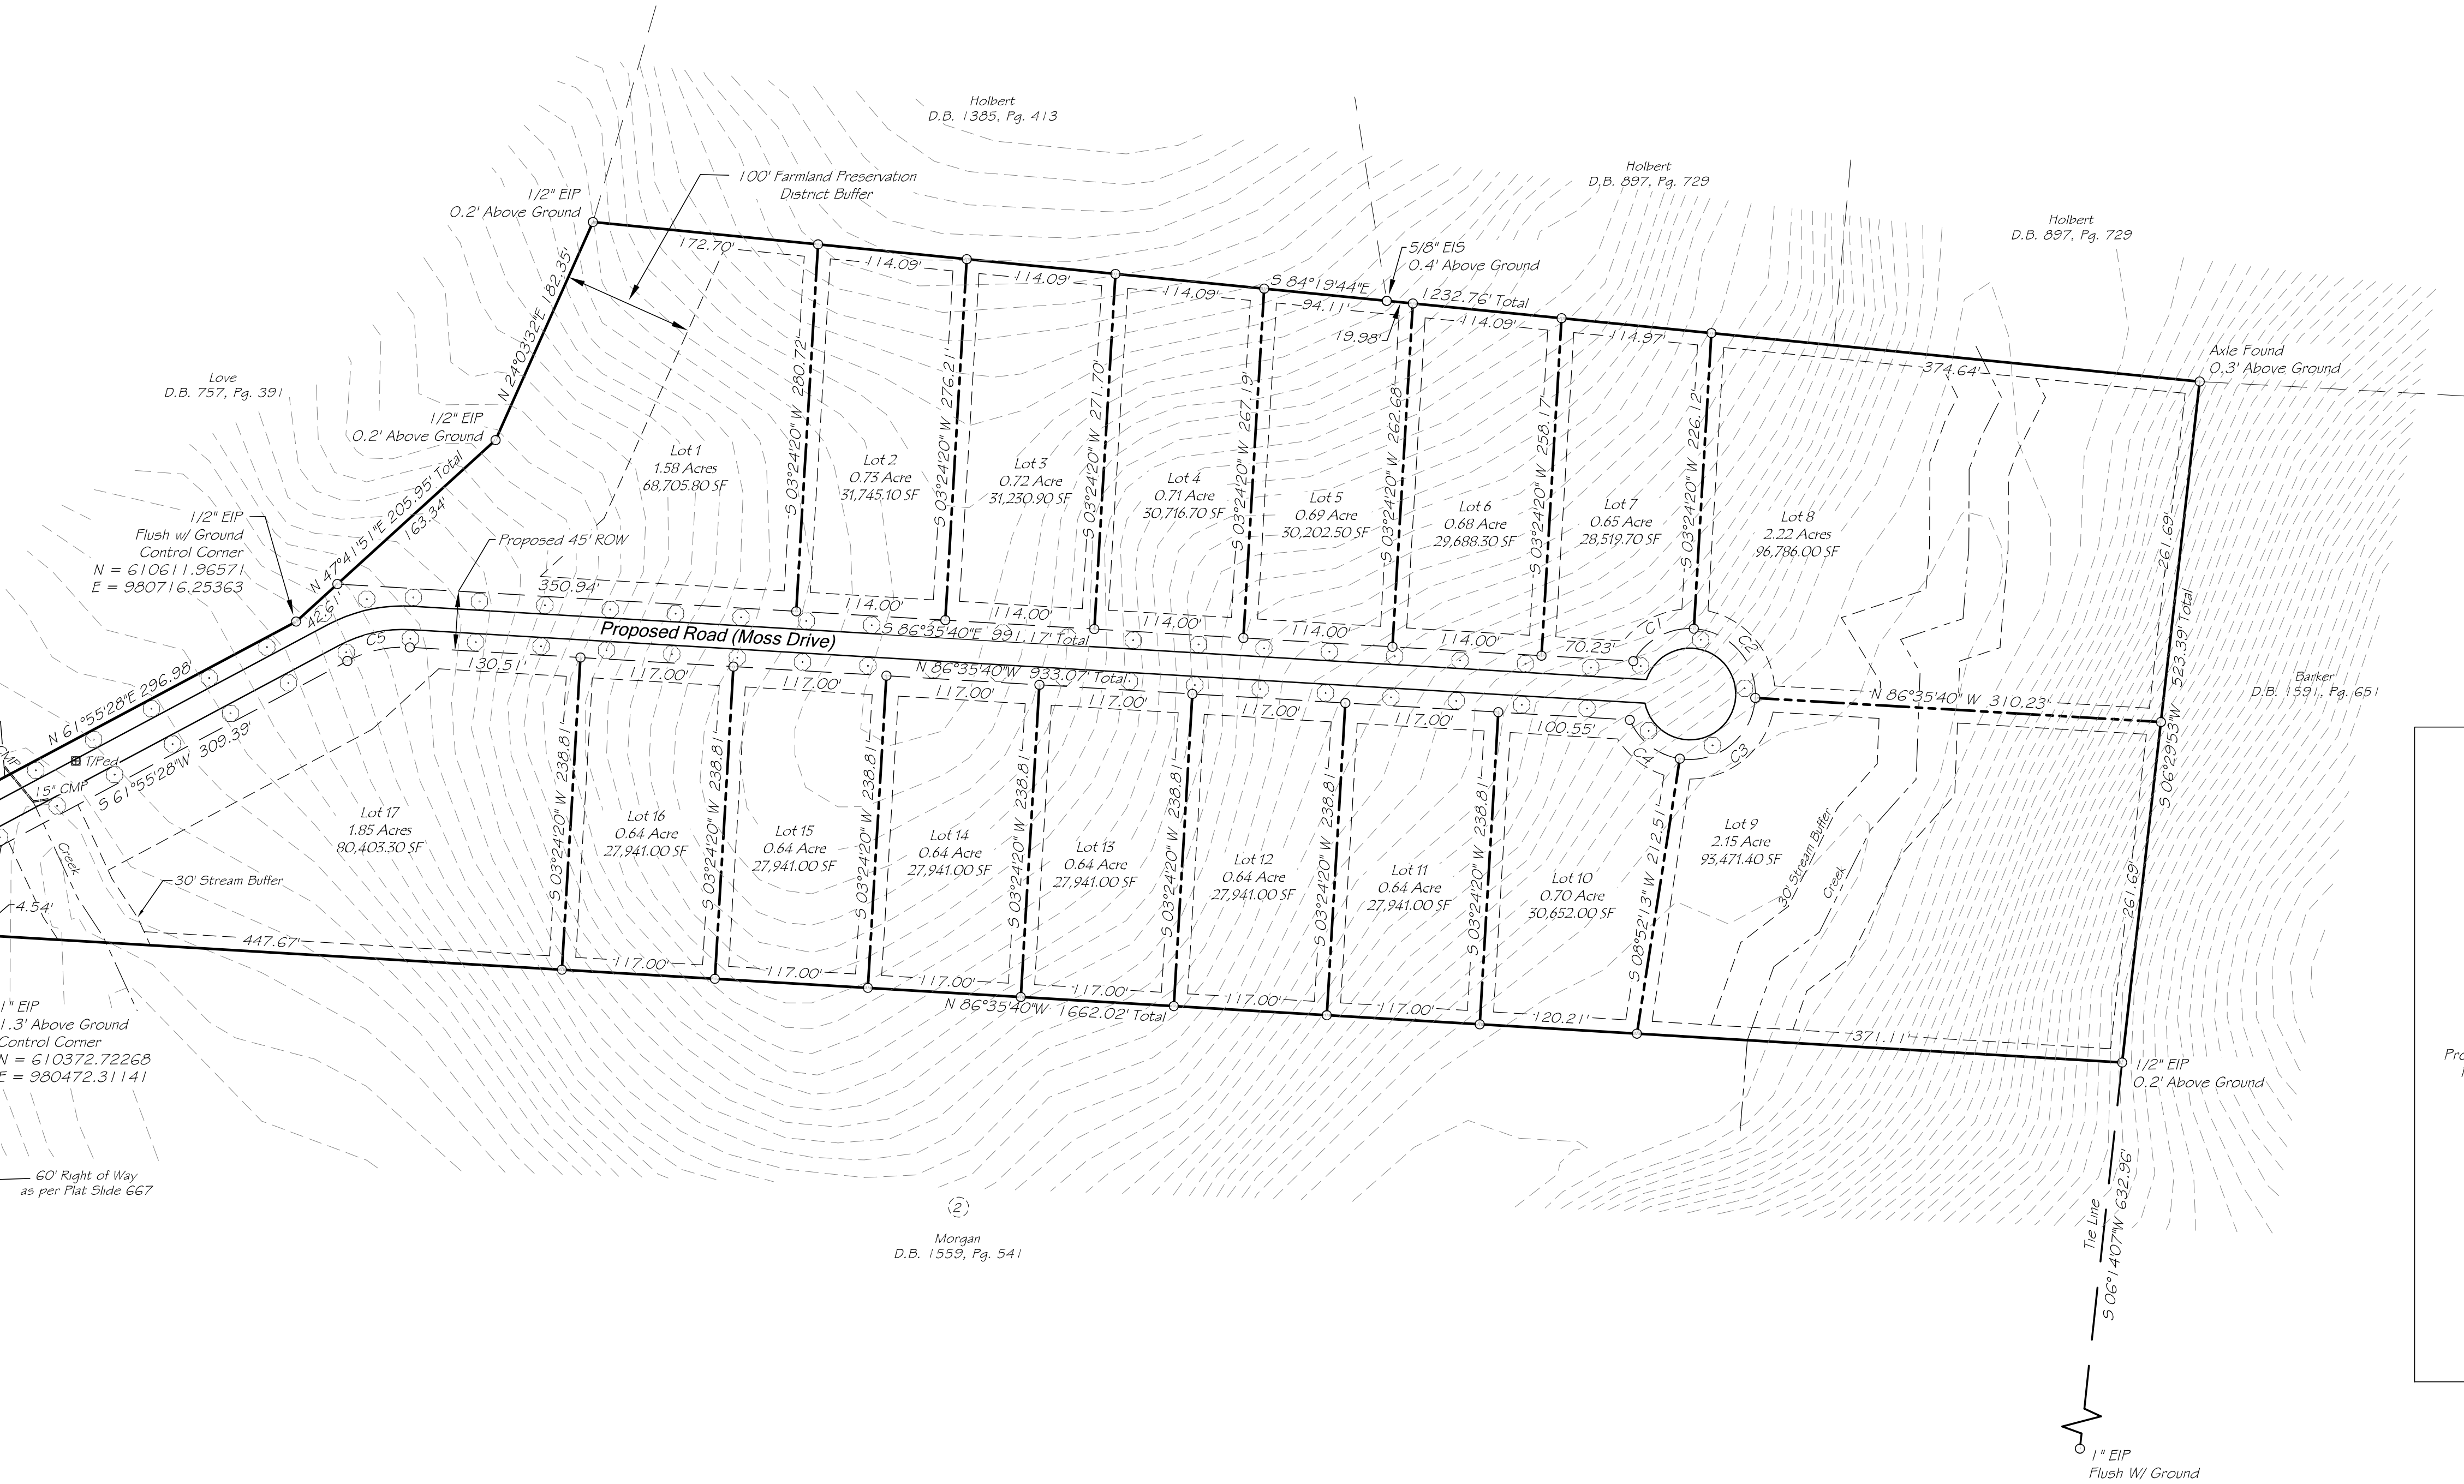 Holbert
D.B. 1385, Pg. 413
Holbert
D.B. 897, Pg. 729
Holbert
D.B. 897, Pg. 729
100' Farmland Preservation
District Buffer
1/2" EIP
0.2' Above Ground
172.70'
114.09'
114.09'
114.09'
S 84°19'44"E
1232.76' Total
94.11'
19.98'
5/8" EIS
0.4' Above Ground
114.09'
114.97'
374.64'
Axle Found
0.3' Above Ground
N 24°03'32"E 182.35'
Love
D.B. 757, Pg. 391
1/2" EIP
0.2' Above Ground
N 47°41'51"E 205.95' Total
163.34'
42.61'
1/2" EIP
Flush w/ Ground
Control Corner
N = 610611.96571
E = 980716.25363
Proposed 45' ROW
Lot 1
1.58 Acres
68,705.80 SF
S 03°24'20" W 280.72'
Lot 2
0.73 Acre
31,745.10 SF
S 03°24'20" W 276.21'
Lot 3
0.72 Acre
31,230.90 SF
S 03°24'20" W 271.70'
Lot 4
0.71 Acre
30,716.70 SF
S 03°24'20" W 267.19'
Lot 5
0.69 Acre
30,202.50 SF
S 03°24'20" W 262.68'
Lot 6
0.68 Acre
29,688.30 SF
S 03°24'20" W 258.17'
Lot 7
0.65 Acre
28,519.70 SF
S 03°24'20" W 226.12'
Lot 8
2.22 Acres
96,786.00 SF
261.69'
S 06°29'53"W 523.39' Total
Barker
D.B. 1591, Pg. 651
350.94'
114.00'
114.00'
114.00'
114.00'
114.00'
70.23'
C1
C2
Proposed Road (Moss Drive)
S 86°35'40"E 991.17' Total
N 86°35'40"W 933.07' Total
N 86°35'40" W 310.23'
C5
130.51'
117.00'
117.00'
117.00'
117.00'
117.00'
117.00'
100.55'
C4
C3
N 61°55'28"E 296.98'
S 61°55'28"W 309.39'
T/Ped
CMP
15" CMP
Creek
30' Stream Buffer
4.54'
Lot 17
1.85 Acres
80,403.30 SF
S 03°24'20" W 238.81'
Lot 16
0.64 Acre
27,941.00 SF
S 03°24'20" W 238.81'
Lot 15
0.64 Acre
27,941.00 SF
S 03°24'20" W 238.81'
Lot 14
0.64 Acre
27,941.00 SF
S 03°24'20" W 238.81'
Lot 13
0.64 Acre
27,941.00 SF
S 03°24'20" W 238.81'
Lot 12
0.64 Acre
27,941.00 SF
S 03°24'20" W 238.81'
Lot 11
0.64 Acre
27,941.00 SF
S 03°24'20" W 238.81'
Lot 10
0.70 Acre
30,652.00 SF
S 08°52'13" W 212.51'
Lot 9
2.15 Acre
93,471.40 SF
30' Stream Buffer
Creek
261.69'
447.67'
117.00'
117.00'
117.00'
117.00'
117.00'
117.00'
120.21'
371.11'
N 86°35'40"W 1662.02' Total
1" EIP
1.3' Above Ground
Control Corner
N = 610372.72268
E = 980472.31141
1/2" EIP
0.2' Above Ground
60' Right of Way
as per Plat Slide 667
2
Morgan
D.B. 1559, Pg. 541
Tie Line
S 06°14'07"W 632.96'
1" EIP
Flush W/ Ground